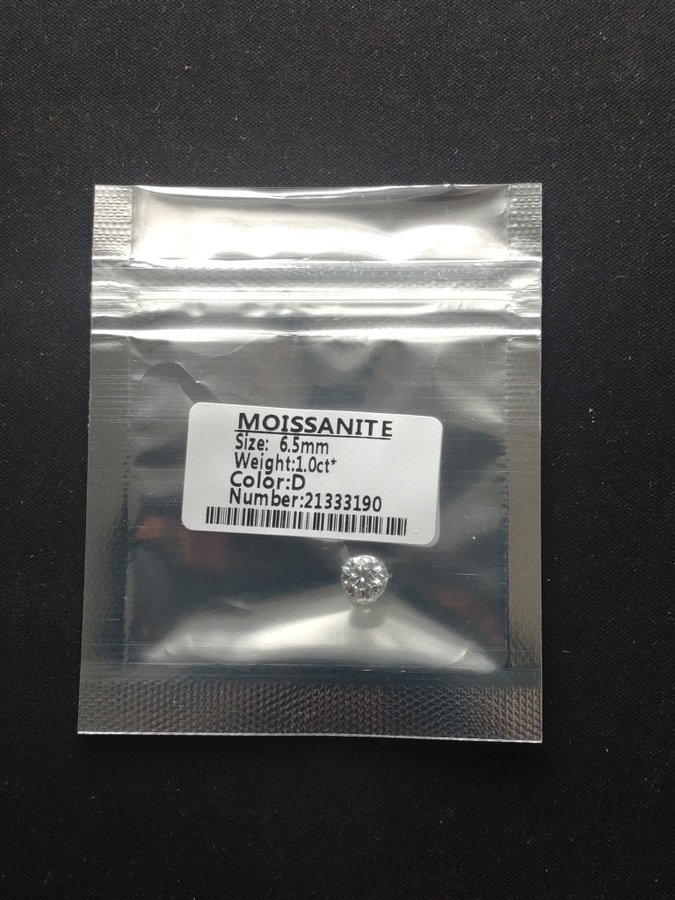 MOISSANITE
Size: 6.5mm
Weight:1.0ct*
Color:D
Number:21333190